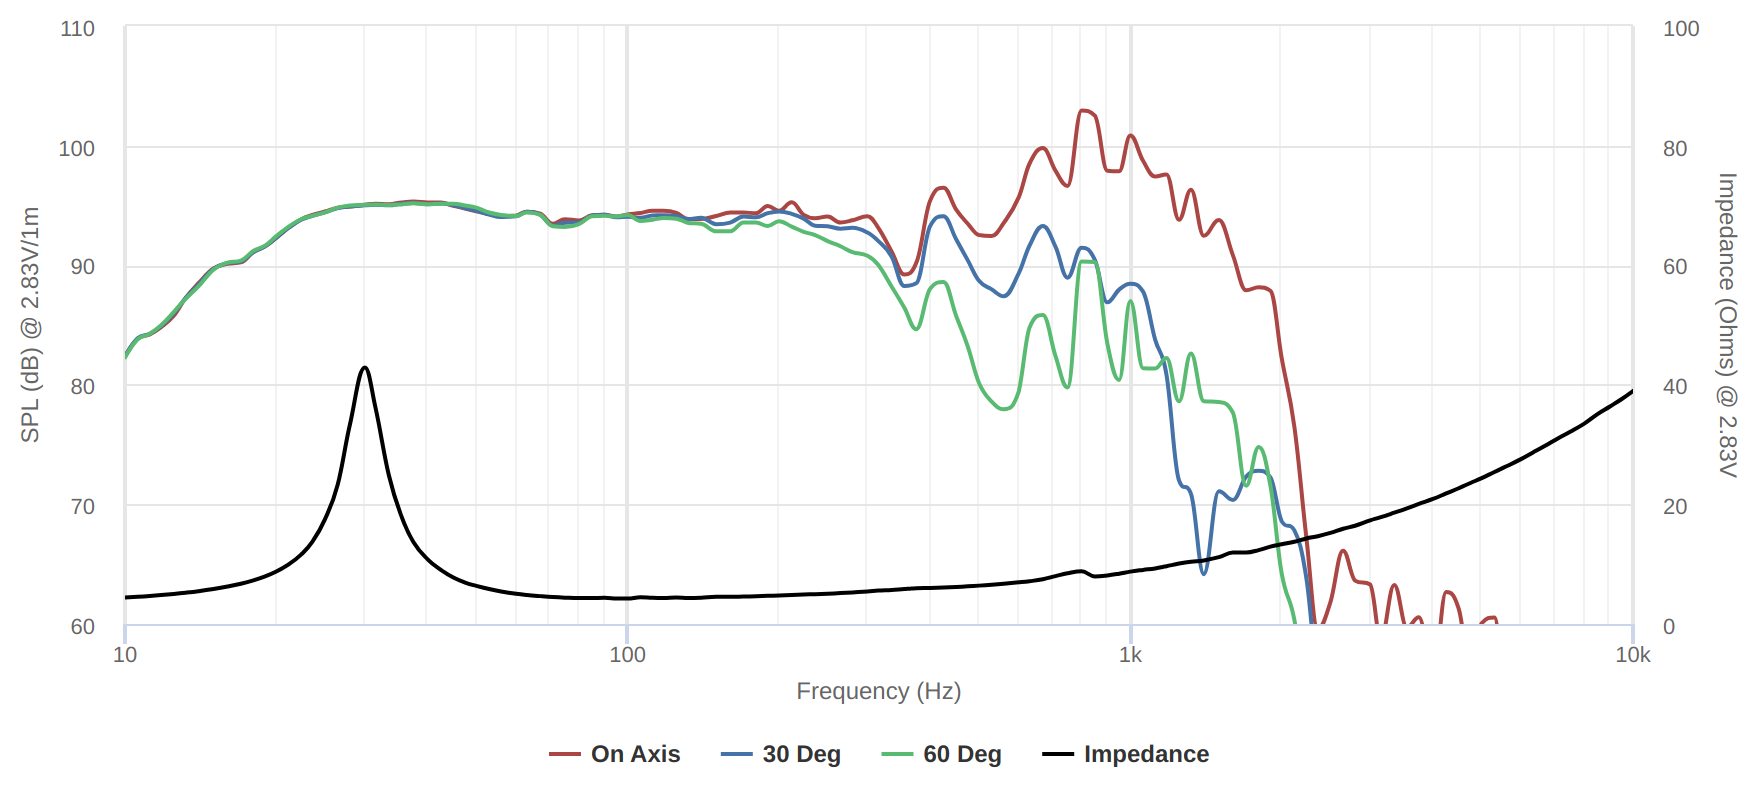 110
100
90
80
70
60
SPL (dB) @ 2.83V/1m
100
80
60
40
20
0
Impedance (Ohms) @ 2.83V
10
100
1k
10k
Frequency (Hz)
On Axis
30 Deg
60 Deg
Impedance